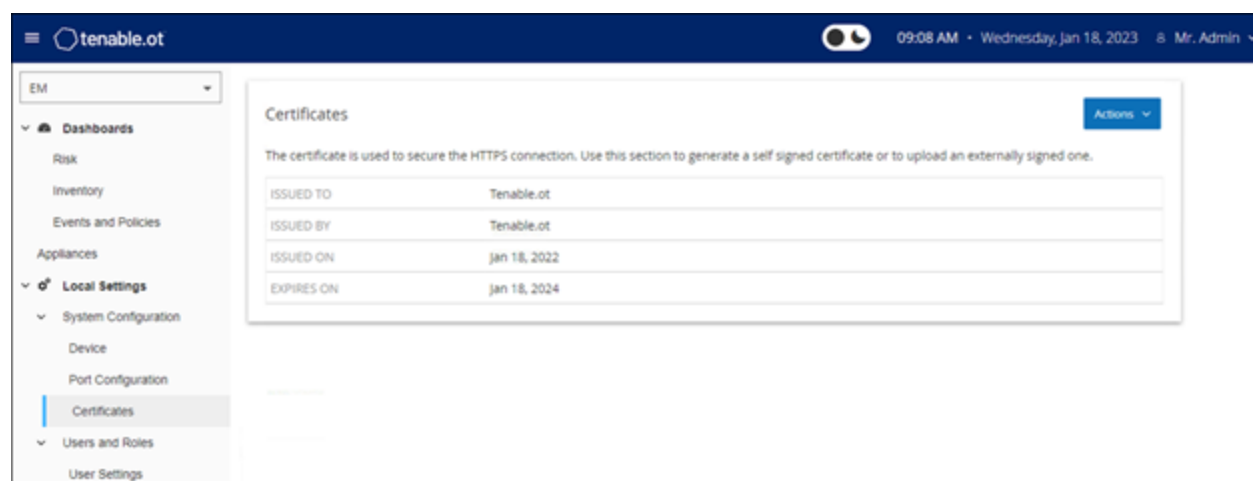 tenable.ot
09:08 AM • Wednesday, Jan 18, 2023 Mr. Admin
EM
Dashboards
Risk
Inventory
Events and Policies
Appliances
Local Settings
System Configuration
Device
Port Configuration
Certificates
Users and Roles
User Settings
Certificates
Actions
The certificate is used to secure the HTTPS connection. Use this section to generate a self signed certificate or to upload an externally signed one.
ISSUED TO Tenable.ot
ISSUED BY Tenable.ot
ISSUED ON Jan 18, 2022
EXPIRES ON Jan 18, 2024